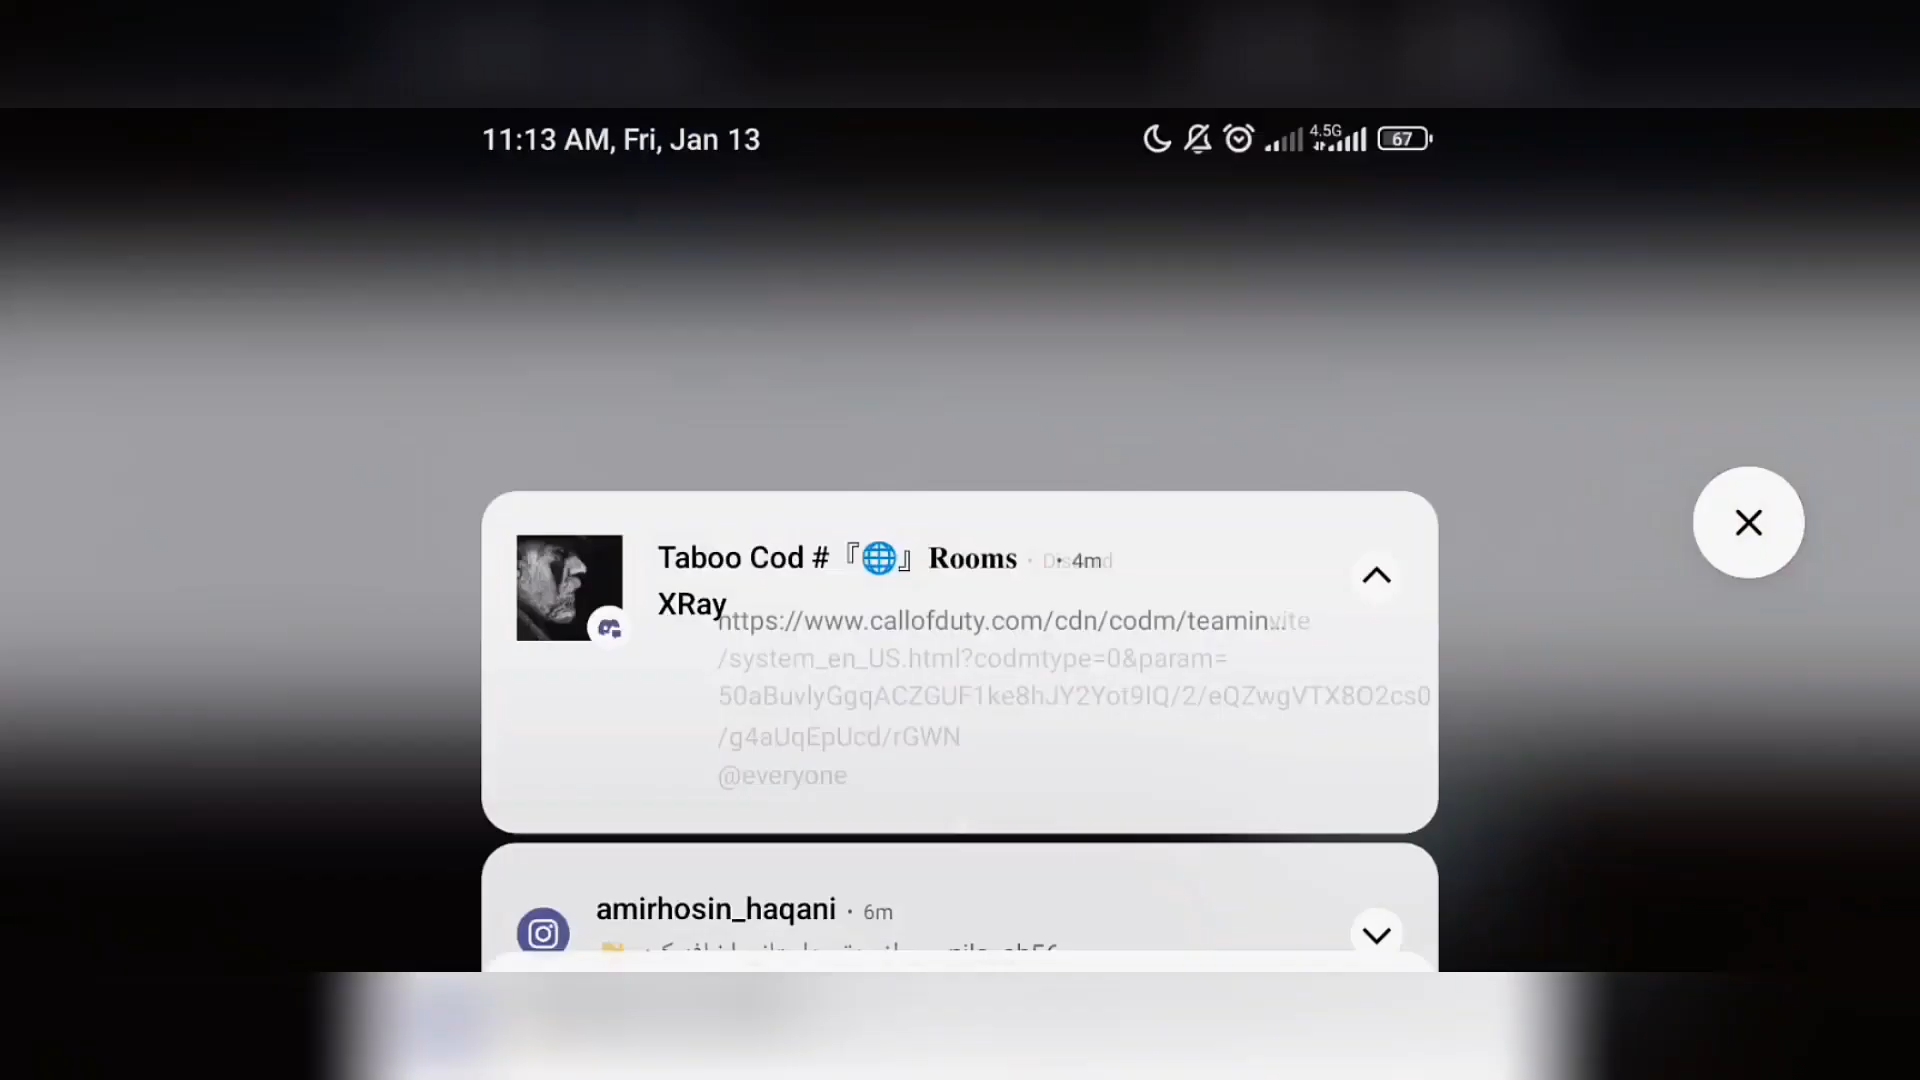 11:13 AM, Fri, Jan 13
4.5G
67
Taboo Cod #『🌐』 𝐑𝐨𝐨𝐦𝐬 · 4m
XRay
https://www.callofduty.com/cdn/codm/teaminvite
/system_en_US.html?codmtype=0&param=
50aBuvlyGgqACZGUF1ke8hJY2Yot9IQ/2/eQZwgVTX8O2cs0
/g4aUqEpUcd/rGWN
@everyone
amirhosin_haqani · 6m